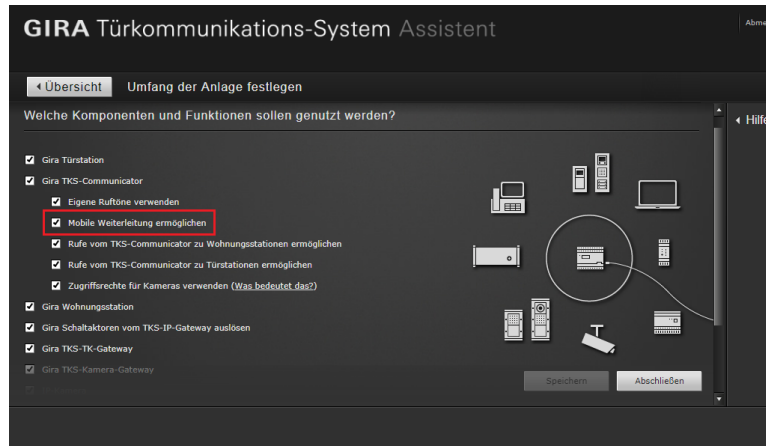 GIRA Türkommunikations-System Assistent
Abme
Übersicht Umfang der Anlage festlegen
Welche Komponenten und Funktionen sollen genutzt werden?
Hilfe
Gira Türstation
Gira TKS-Communicator
Eigene Ruftöne verwenden
Mobile Weiterleitung ermöglichen
Rufe vom TKS-Communicator zu Wohnungsstationen ermöglichen
Rufe vom TKS-Communicator zu Türstationen ermöglichen
Zugriffsrechte für Kameras verwenden (Was bedeutet das?)
Gira Wohnungsstation
Gira Schaltaktoren vom TKS-IP-Gateway auslösen
Gira TKS-TK-Gateway
Gira TKS-Kamera-Gateway
Speichern Abschließen